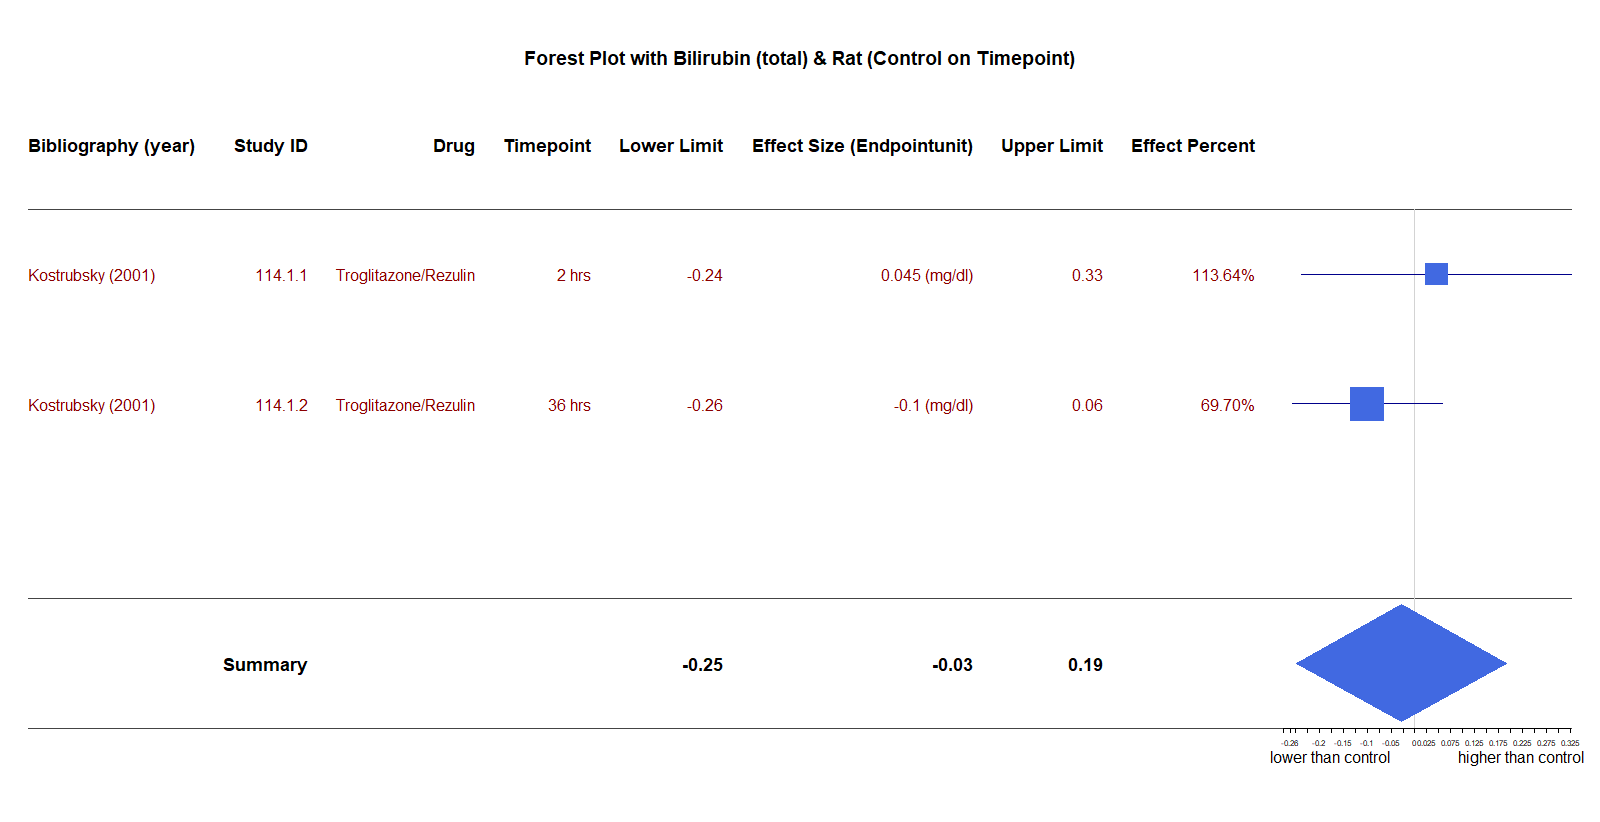 Forest Plot with Bilirubin (total) & Rat (Control on Timepoint)
Bibliography (year) Study ID Drug Timepoint Lower Limit Effect Size (Endpointunit) Upper Limit Effect Percent
Kostrubsky (2001) 114.1.1 Troglitazone/Rezulin 2 hrs -0.24 0.045 (mg/dl) 0.33 113.64%
Kostrubsky (2001) 114.1.2 Troglitazone/Rezulin 36 hrs -0.26 -0.1 (mg/dl) 0.06 69.70%
Summary -0.25 -0.03 0.19
-0.26 -0.2 -0.15 -0.1 -0.05 0 0.025 0.075 0.125 0.175 0.225 0.275 0.325
lower than control higher than control